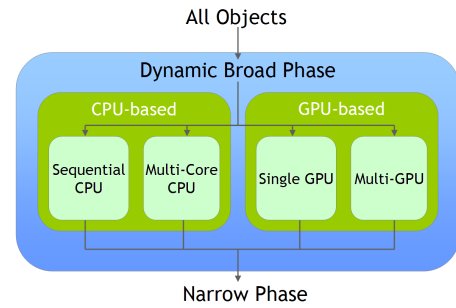 All Objects
Dynamic Broad Phase
CPU-based
GPU-based
Sequential
CPU
Multi-Core
CPU
Single GPU
Multi-GPU
Narrow Phase